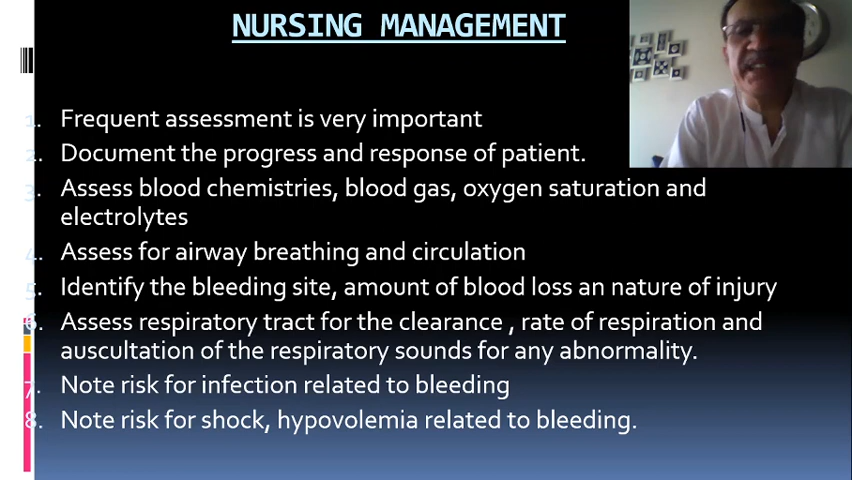 NURSING MANAGEMENT
1. Frequent assessment is very important
2. Document the progress and response of patient.
3. Assess blood chemistries, blood gas, oxygen saturation and
electrolytes
4. Assess for airway breathing and circulation
5. Identify the bleeding site, amount of blood loss an nature of injury
6. Assess respiratory tract for the clearance , rate of respiration and
auscultation of the respiratory sounds for any abnormality.
7. Note risk for infection related to bleeding
8. Note risk for shock, hypovolemia related to bleeding.